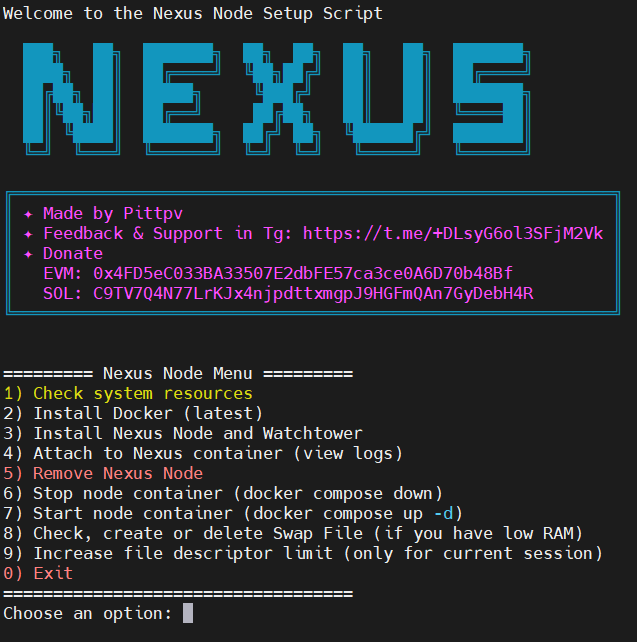 Welcome to the Nexus Node Setup Script
NEXUS
✦ Made by Pittpv
✦ Feedback & Support in Tg: https://t.me/+DLsyG6ol3SFjM2Vk
✦ Donate
EVM: 0x4FD5eC033BA33507E2dbFE57ca3ce0A6D70b48Bf
SOL: C9TV7Q4N77LrKJx4njpdttxmgpJ9HGFmQAn7GyDebH4R
========= Nexus Node Menu =========
1) Check system resources
2) Install Docker (latest)
3) Install Nexus Node and Watchtower
4) Attach to Nexus container (view logs)
5) Remove Nexus Node
6) Stop node container (docker compose down)
7) Start node container (docker compose up -d)
8) Check, create or delete Swap File (if you have low RAM)
9) Increase file descriptor limit (only for current session)
0) Exit
===================================
Choose an option: